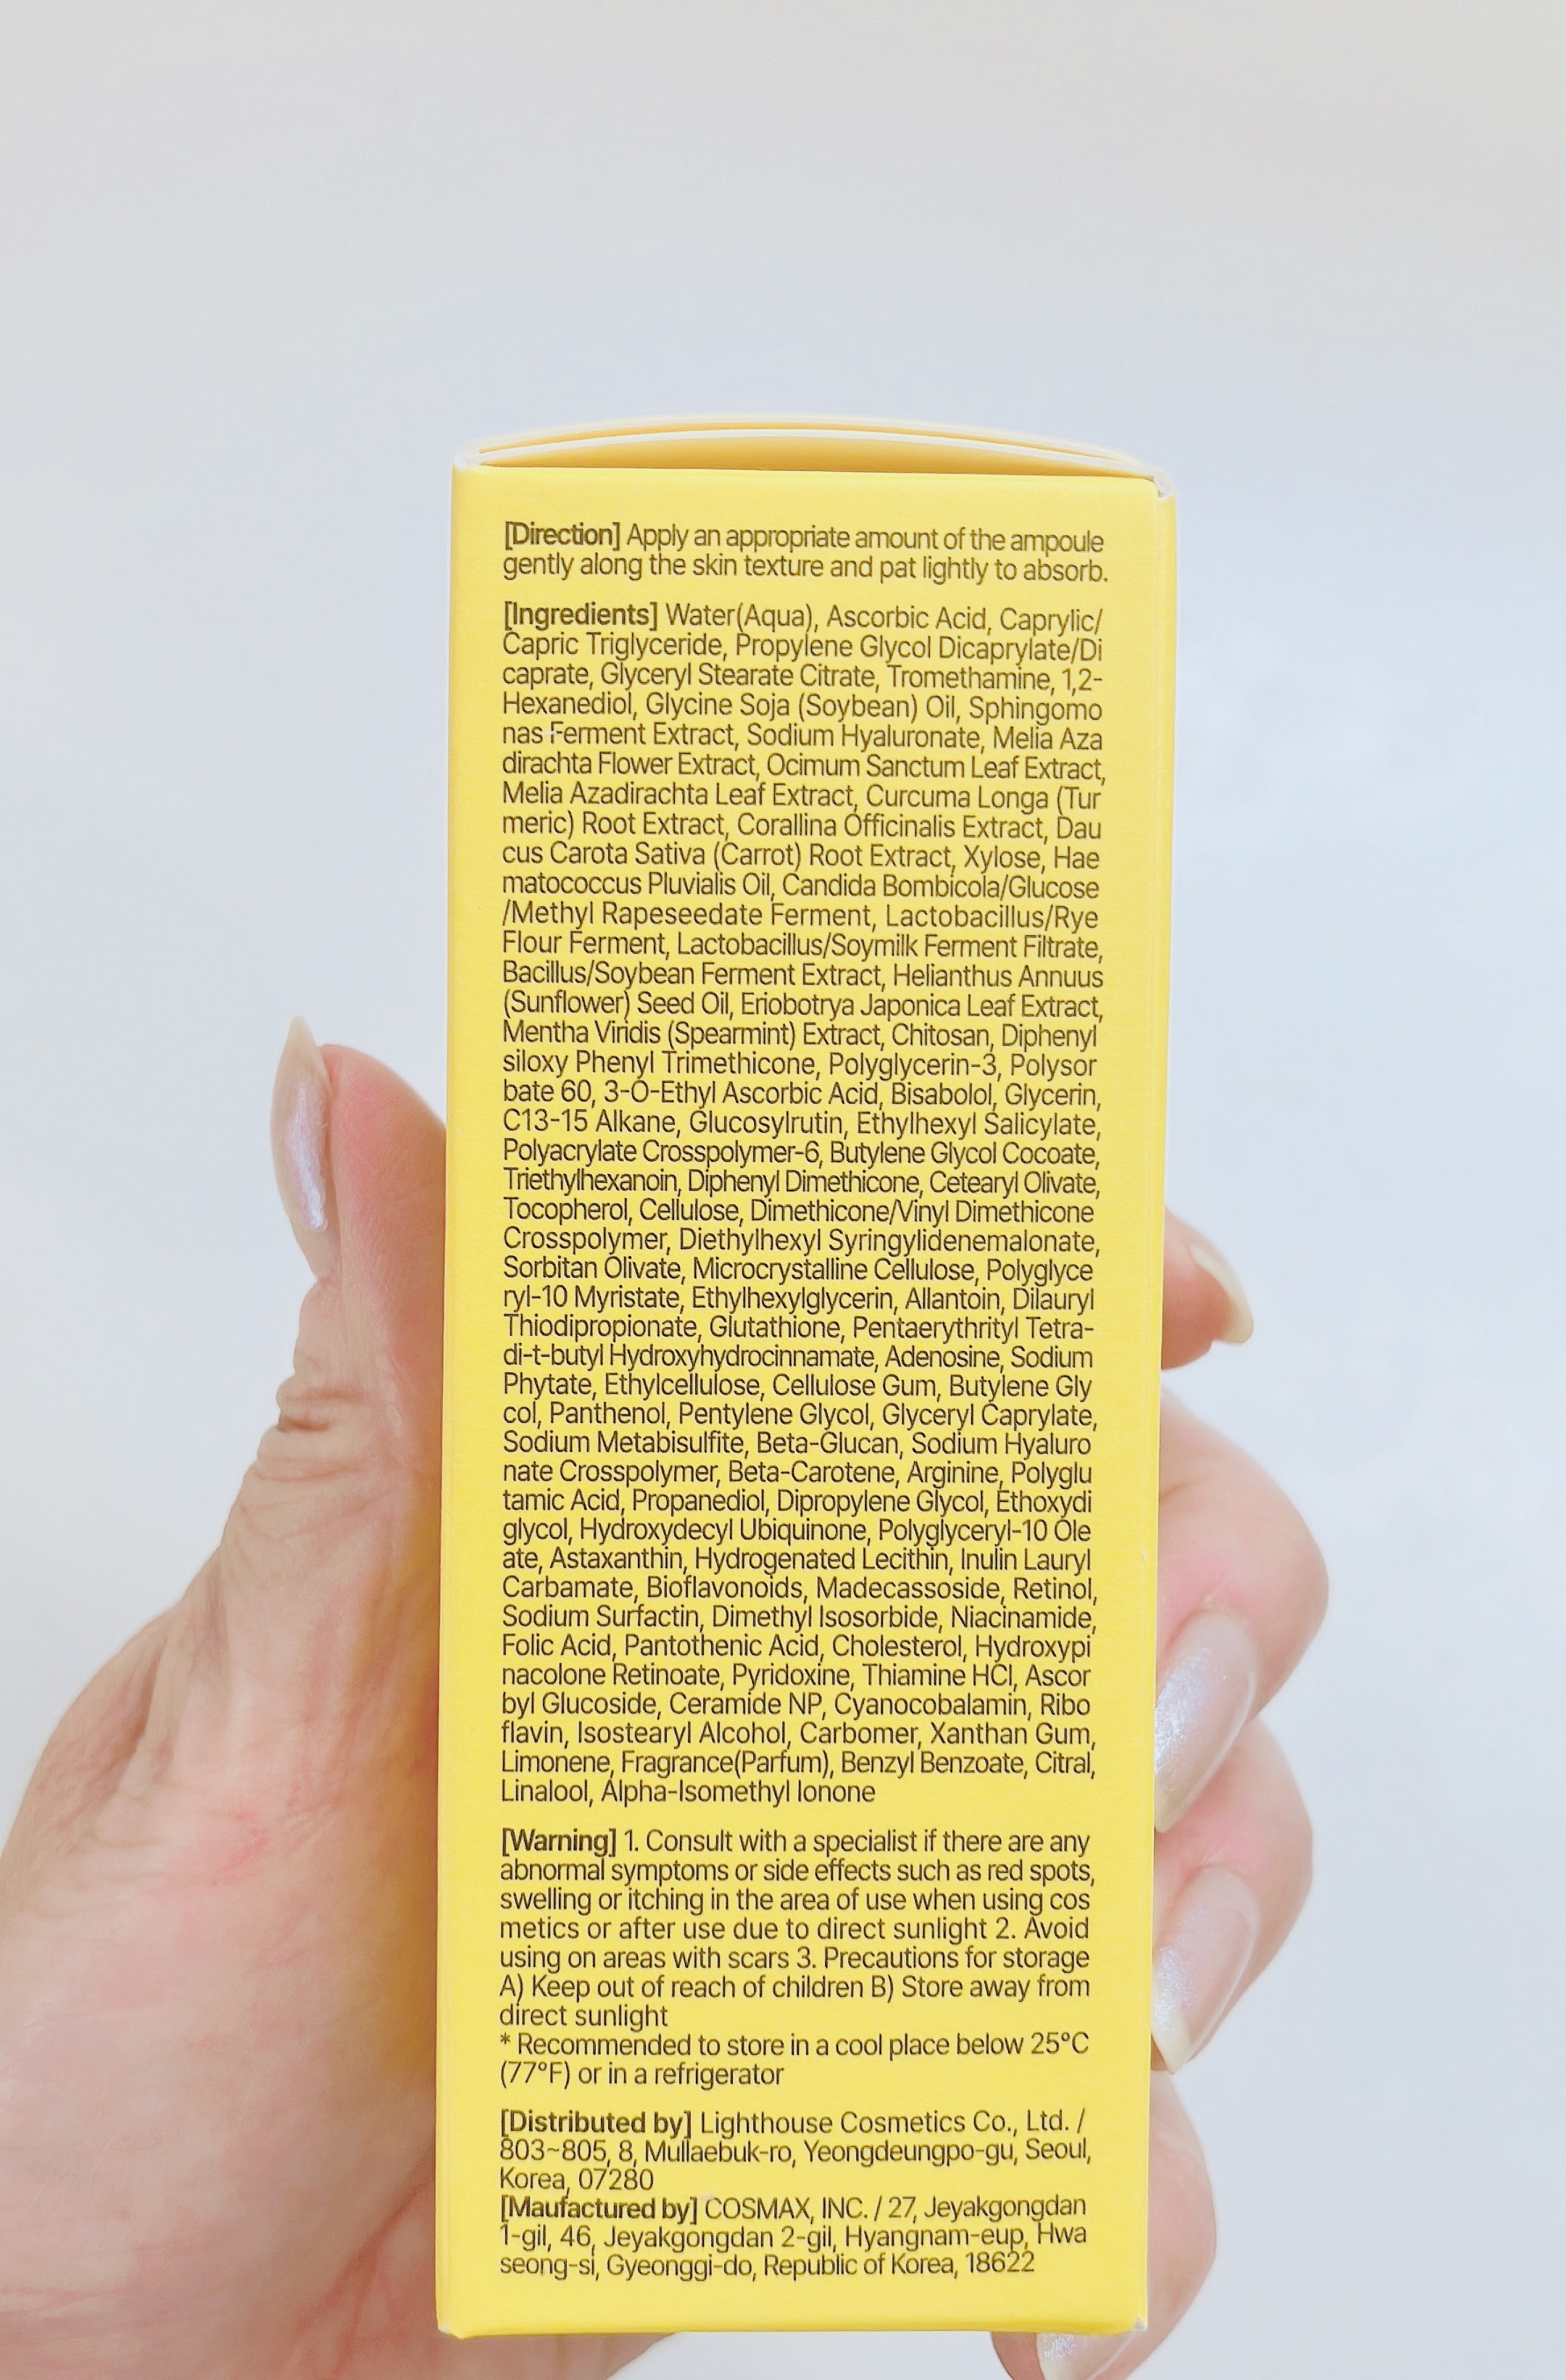 [Direction] Apply an appropriate amount of the ampoule
gently along the skin texture and pat lightly to absorb.
[Ingredients] Water(Aqua), Ascorbic Acid, Caprylic/
Capric Triglyceride, Propylene Glycol Dicaprylate/Di
caprate, Glyceryl Stearate Citrate, Tromethamine, 1,2-
Hexanediol, Glycine Soja (Soybean) Oil, Sphingomo
nas Ferment Extract, Sodium Hyaluronate, Melia Aza
dirachta Flower Extract, Ocimum Sanctum Leaf Extract,
Melia Azadirachta Leaf Extract, Curcuma Longa (Tur
meric) Root Extract, Corallina Officinalis Extract, Dau
cus Carota Sativa (Carrot) Root Extract, Xylose, Hae
matococcus Pluvialis Oil, Candida Bombicola/Glucose
/Methyl Rapeseedate Ferment, Lactobacillus/Rye
Flour Ferment, Lactobacillus/Soymilk Ferment Filtrate,
Bacillus/Soybean Ferment Extract, Helianthus Annuus
(Sunflower) Seed Oil, Eriobotrya Japonica Leaf Extract,
Mentha Viridis (Spearmint) Extract, Chitosan, Diphenyl
siloxy Phenyl Trimethicone, Polyglycerin-3, Polysor
bate 60, 3-O-Ethyl Ascorbic Acid, Bisabolol, Glycerin,
C13-15 Alkane, Glucosylrutin, Ethylhexyl Salicylate,
Polyacrylate Crosspolymer-6, Butylene Glycol Cocoate,
Triethylhexanoin, Diphenyl Dimethicone, Cetearyl Olivate,
Tocopherol, Cellulose, Dimethicone/Vinyl Dimethicone
Crosspolymer, Diethylhexyl Syringylidenemalonate,
Sorbitan Olivate, Microcrystalline Cellulose, Polyglyce
ryl-10 Myristate, Ethylhexylglycerin, Allantoin, Dilauryl
Thiodipropionate, Glutathione, Pentaerythrityl Tetra-
di-t-butyl Hydroxyhydrocinnamate, Adenosine, Sodium
Phytate, Ethylcellulose, Cellulose Gum, Butylene Gly
col, Panthenol, Pentylene Glycol, Glyceryl Caprylate,
Sodium Metabisulfite, Beta-Glucan, Sodium Hyaluro
nate Crosspolymer, Beta-Carotene, Arginine, Polyglu
tamic Acid, Propanediol, Dipropylene Glycol, Ethoxydi
glycol, Hydroxydecyl Ubiquinone, Polyglyceryl-10 Ole
ate, Astaxanthin, Hydrogenated Lecithin, Inulin Lauryl
Carbamate, Bioflavonoids, Madecassoside, Retinol,
Sodium Surfactin, Dimethyl Isosorbide, Niacinamide,
Folic Acid, Pantothenic Acid, Cholesterol, Hydroxypi
nacolone Retinoate, Pyridoxine, Thiamine HCl, Ascor
byl Glucoside, Ceramide NP, Cyanocobalamin, Ribo
flavin, Isostearyl Alcohol, Carbomer, Xanthan Gum,
Limonene, Fragrance(Parfum), Benzyl Benzoate, Citral,
Linalool, Alpha-Isomethyl Ionone
[Warning] 1. Consult with a specialist if there are any
abnormal symptoms or side effects such as red spots,
swelling or itching in the area of use when using cos
metics or after use due to direct sunlight 2. Avoid
using on areas with scars 3. Precautions for storage
A) Keep out of reach of children B) Store away from
direct sunlight
* Recommended to store in a cool place below 25°C
(77°F) or in a refrigerator
[Distributed by] Lighthouse Cosmetics Co., Ltd. /
803~805, 8, Mullaebuk-ro, Yeongdeungpo-gu, Seoul,
Korea, 07280
[Maufactured by] COSMAX, INC. / 27, Jeyakgongdan
1-gil, 46, Jeyakgongdan 2-gil, Hyangnam-eup, Hwa
seong-si, Gyeonggi-do, Republic of Korea, 18622